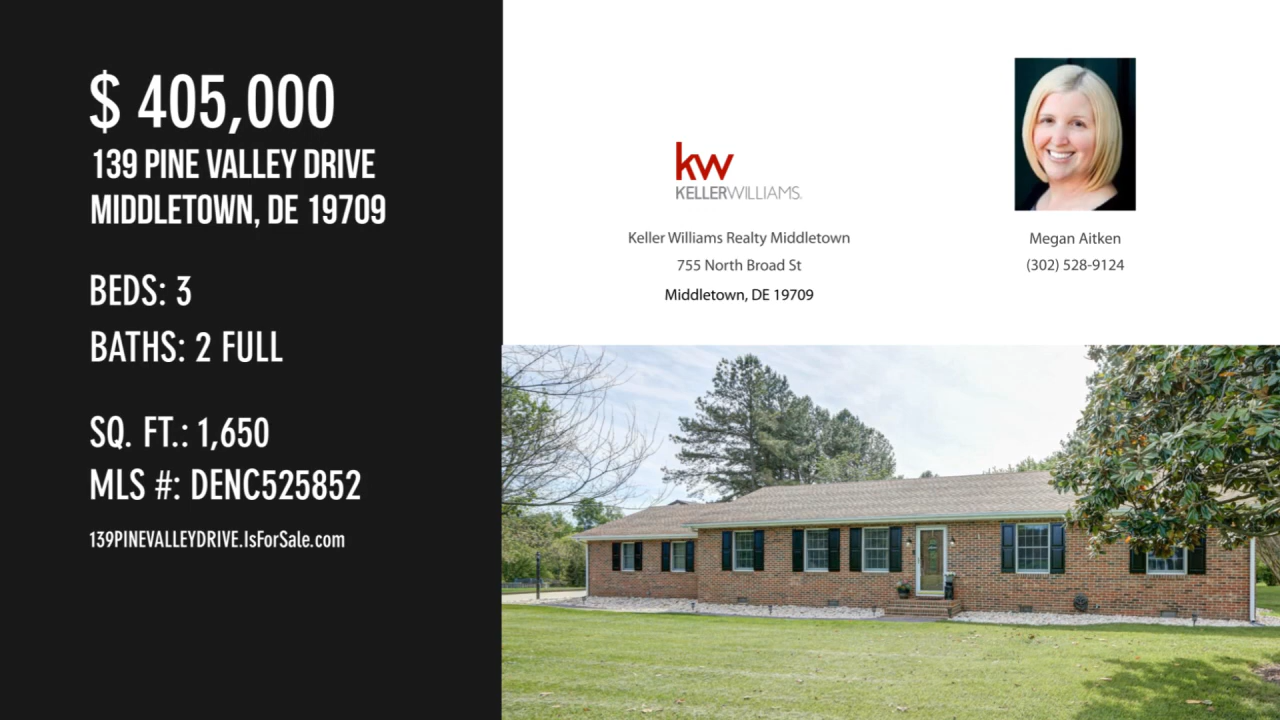 $ 405,000
139 PINE VALLEY DRIVE
MIDDLETOWN, DE 19709
BEDS: 3
BATHS: 2 FULL
SQ. FT.: 1,650
MLS #: DENC525852
139PINEVALLEYDRIVE.IsForSale.com
kw
KELLERWILLIAMS.
Keller Williams Realty Middletown
755 North Broad St
Middletown, DE 19709
Megan Aitken
(302) 528-9124